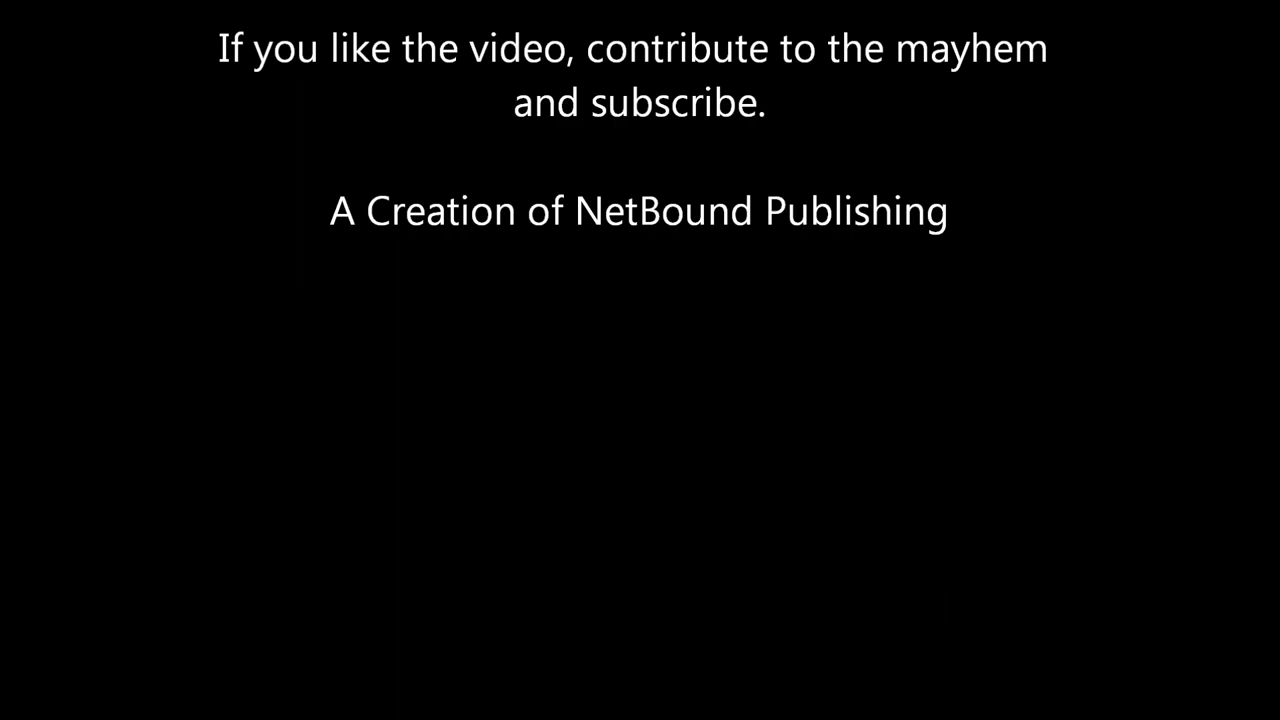 If you like the video, contribute to the mayhem
and subscribe.
A Creation of NetBound Publishing